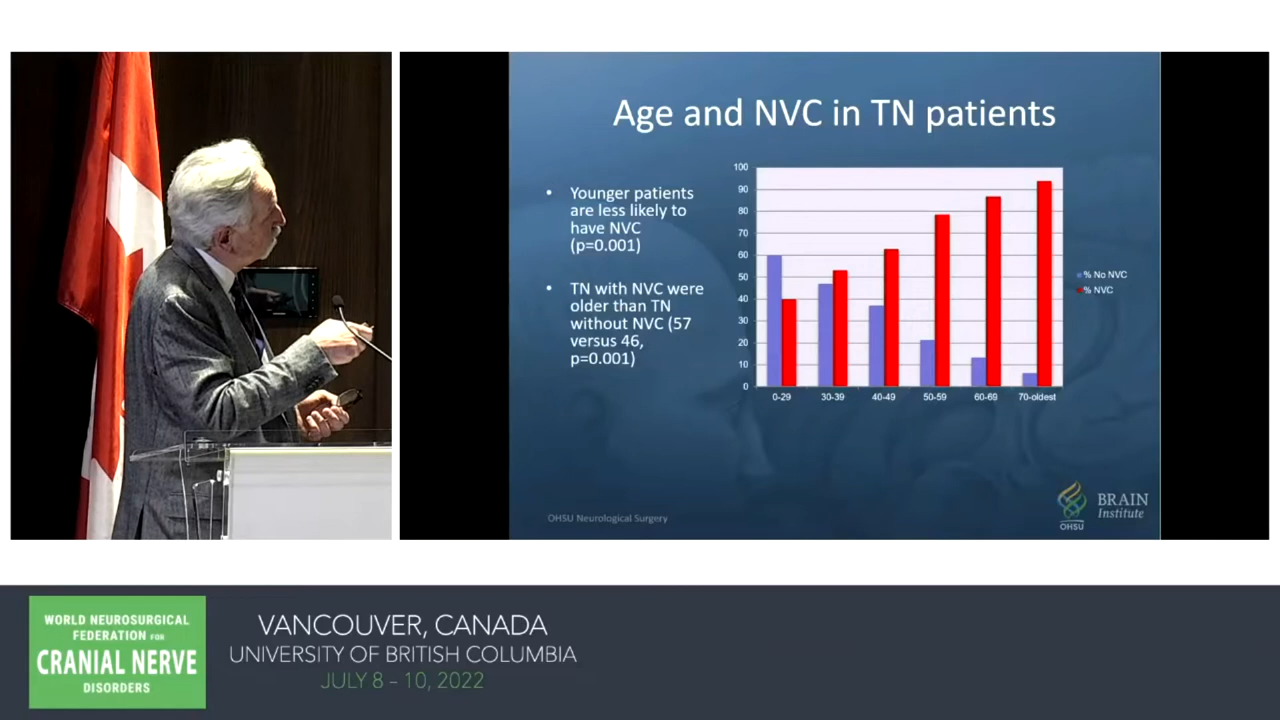 Age and NVC in TN patients
• Younger patients
are less likely to
have NVC
(p=0.001)
• TN with NVC were
older than TN
without NVC (57
versus 46,
p=0.001)
100
90
80
70
60
50
40
30
20
10
0
0-29 30-39 40-49 50-59 60-69 70-oldest
% No NVC
% NVC
OHSU Neurological Surgery
BRAIN
Institute
OHSU
WORLD NEUROSURGICAL
FEDERATION FOR
CRANIAL NERVE
DISORDERS
VANCOUVER, CANADA
UNIVERSITY OF BRITISH COLUMBIA
JULY 8 – 10, 2022